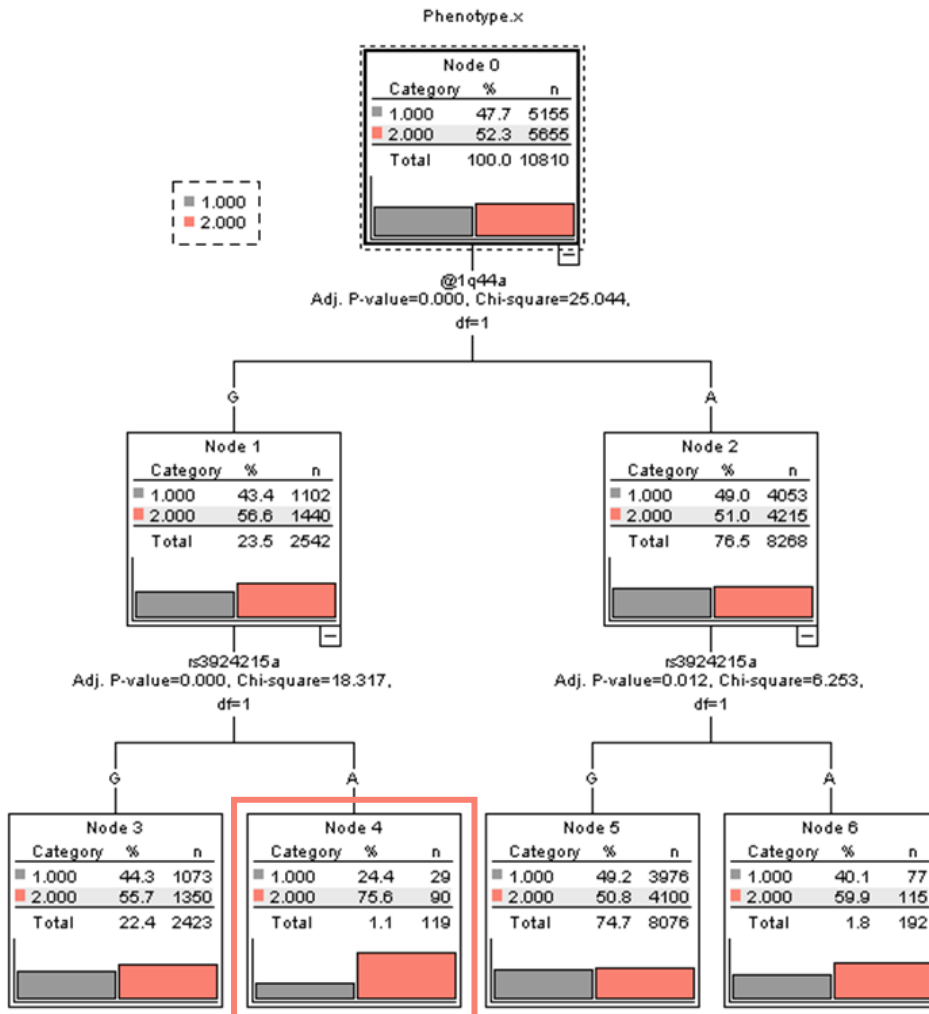 Phenotype.x
Node 0
Category % n
1.000 47.7 5155
2.000 52.3 5655
Total 100.0 10810
1.000
2.000
@1q44a
Adj. P-value=0.000, Chi-square=25.044,
df=1
G
A
Node 1
Category % n
1.000 43.4 1102
2.000 56.6 1440
Total 23.5 2542
Node 2
Category % n
1.000 49.0 4053
2.000 51.0 4215
Total 76.5 8268
rs3924215a
Adj. P-value=0.000, Chi-square=18.317,
df=1
rs3924215a
Adj. P-value=0.012, Chi-square=6.253,
df=1
G
A
G
A
Node 3
Category % n
1.000 44.3 1073
2.000 55.7 1350
Total 22.4 2423
Node 4
Category % n
1.000 24.4 29
2.000 75.6 90
Total 1.1 119
Node 5
Category % n
1.000 49.2 3976
2.000 50.8 4100
Total 74.7 8076
Node 6
Category % n
1.000 40.1 77
2.000 59.9 115
Total 1.8 192